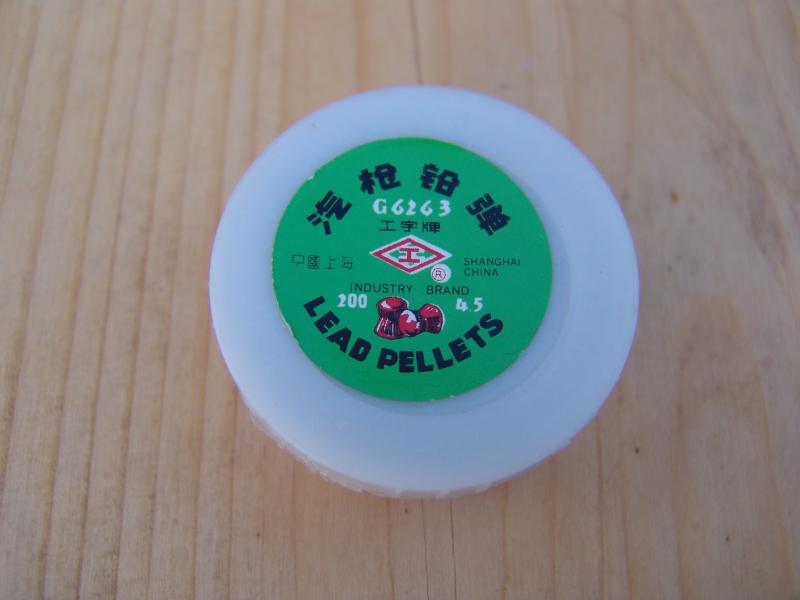 汽枪铅弹
G6263
工字牌
工
®
中國上海
SHANGHAI
CHINA
INDUSTRY BRAND
200
4.5
LEAD PELLETS